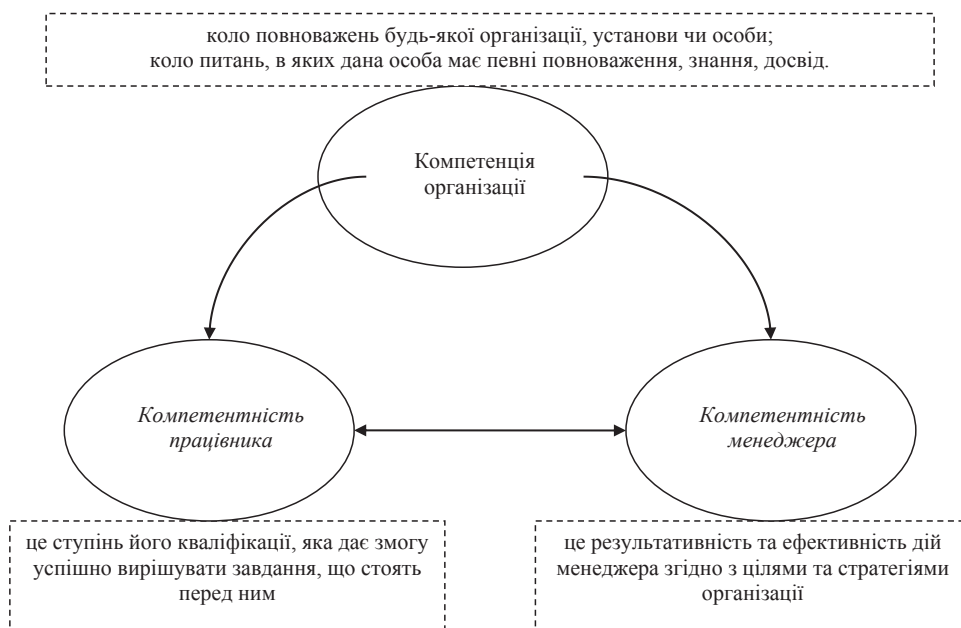 коло повноважень будь-якої організації, установи чи особи;
коло питань, в яких дана особа має певні повноваження, знання, досвід.
Компетенція
організації
Компетентність
працівника
Компетентність
менеджера
це ступінь його кваліфікації, яка дає змогу
успішно вирішувати завдання, що стоять
перед ним
це результативність та ефективність дій
менеджера згідно з цілями та стратегіями
організації